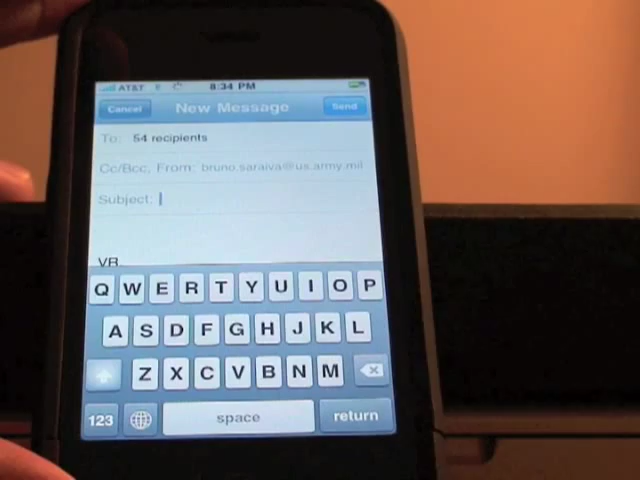 AT&T 8:34 PM
Cancel New Message Send
To: 54 recipients
Cc/Bcc, From: bruno.saraiva@us.army.mil
Subject:
VR
Q W E R T Y U I O P
A S D F G H J K L
Z X C V B N M
123 space return